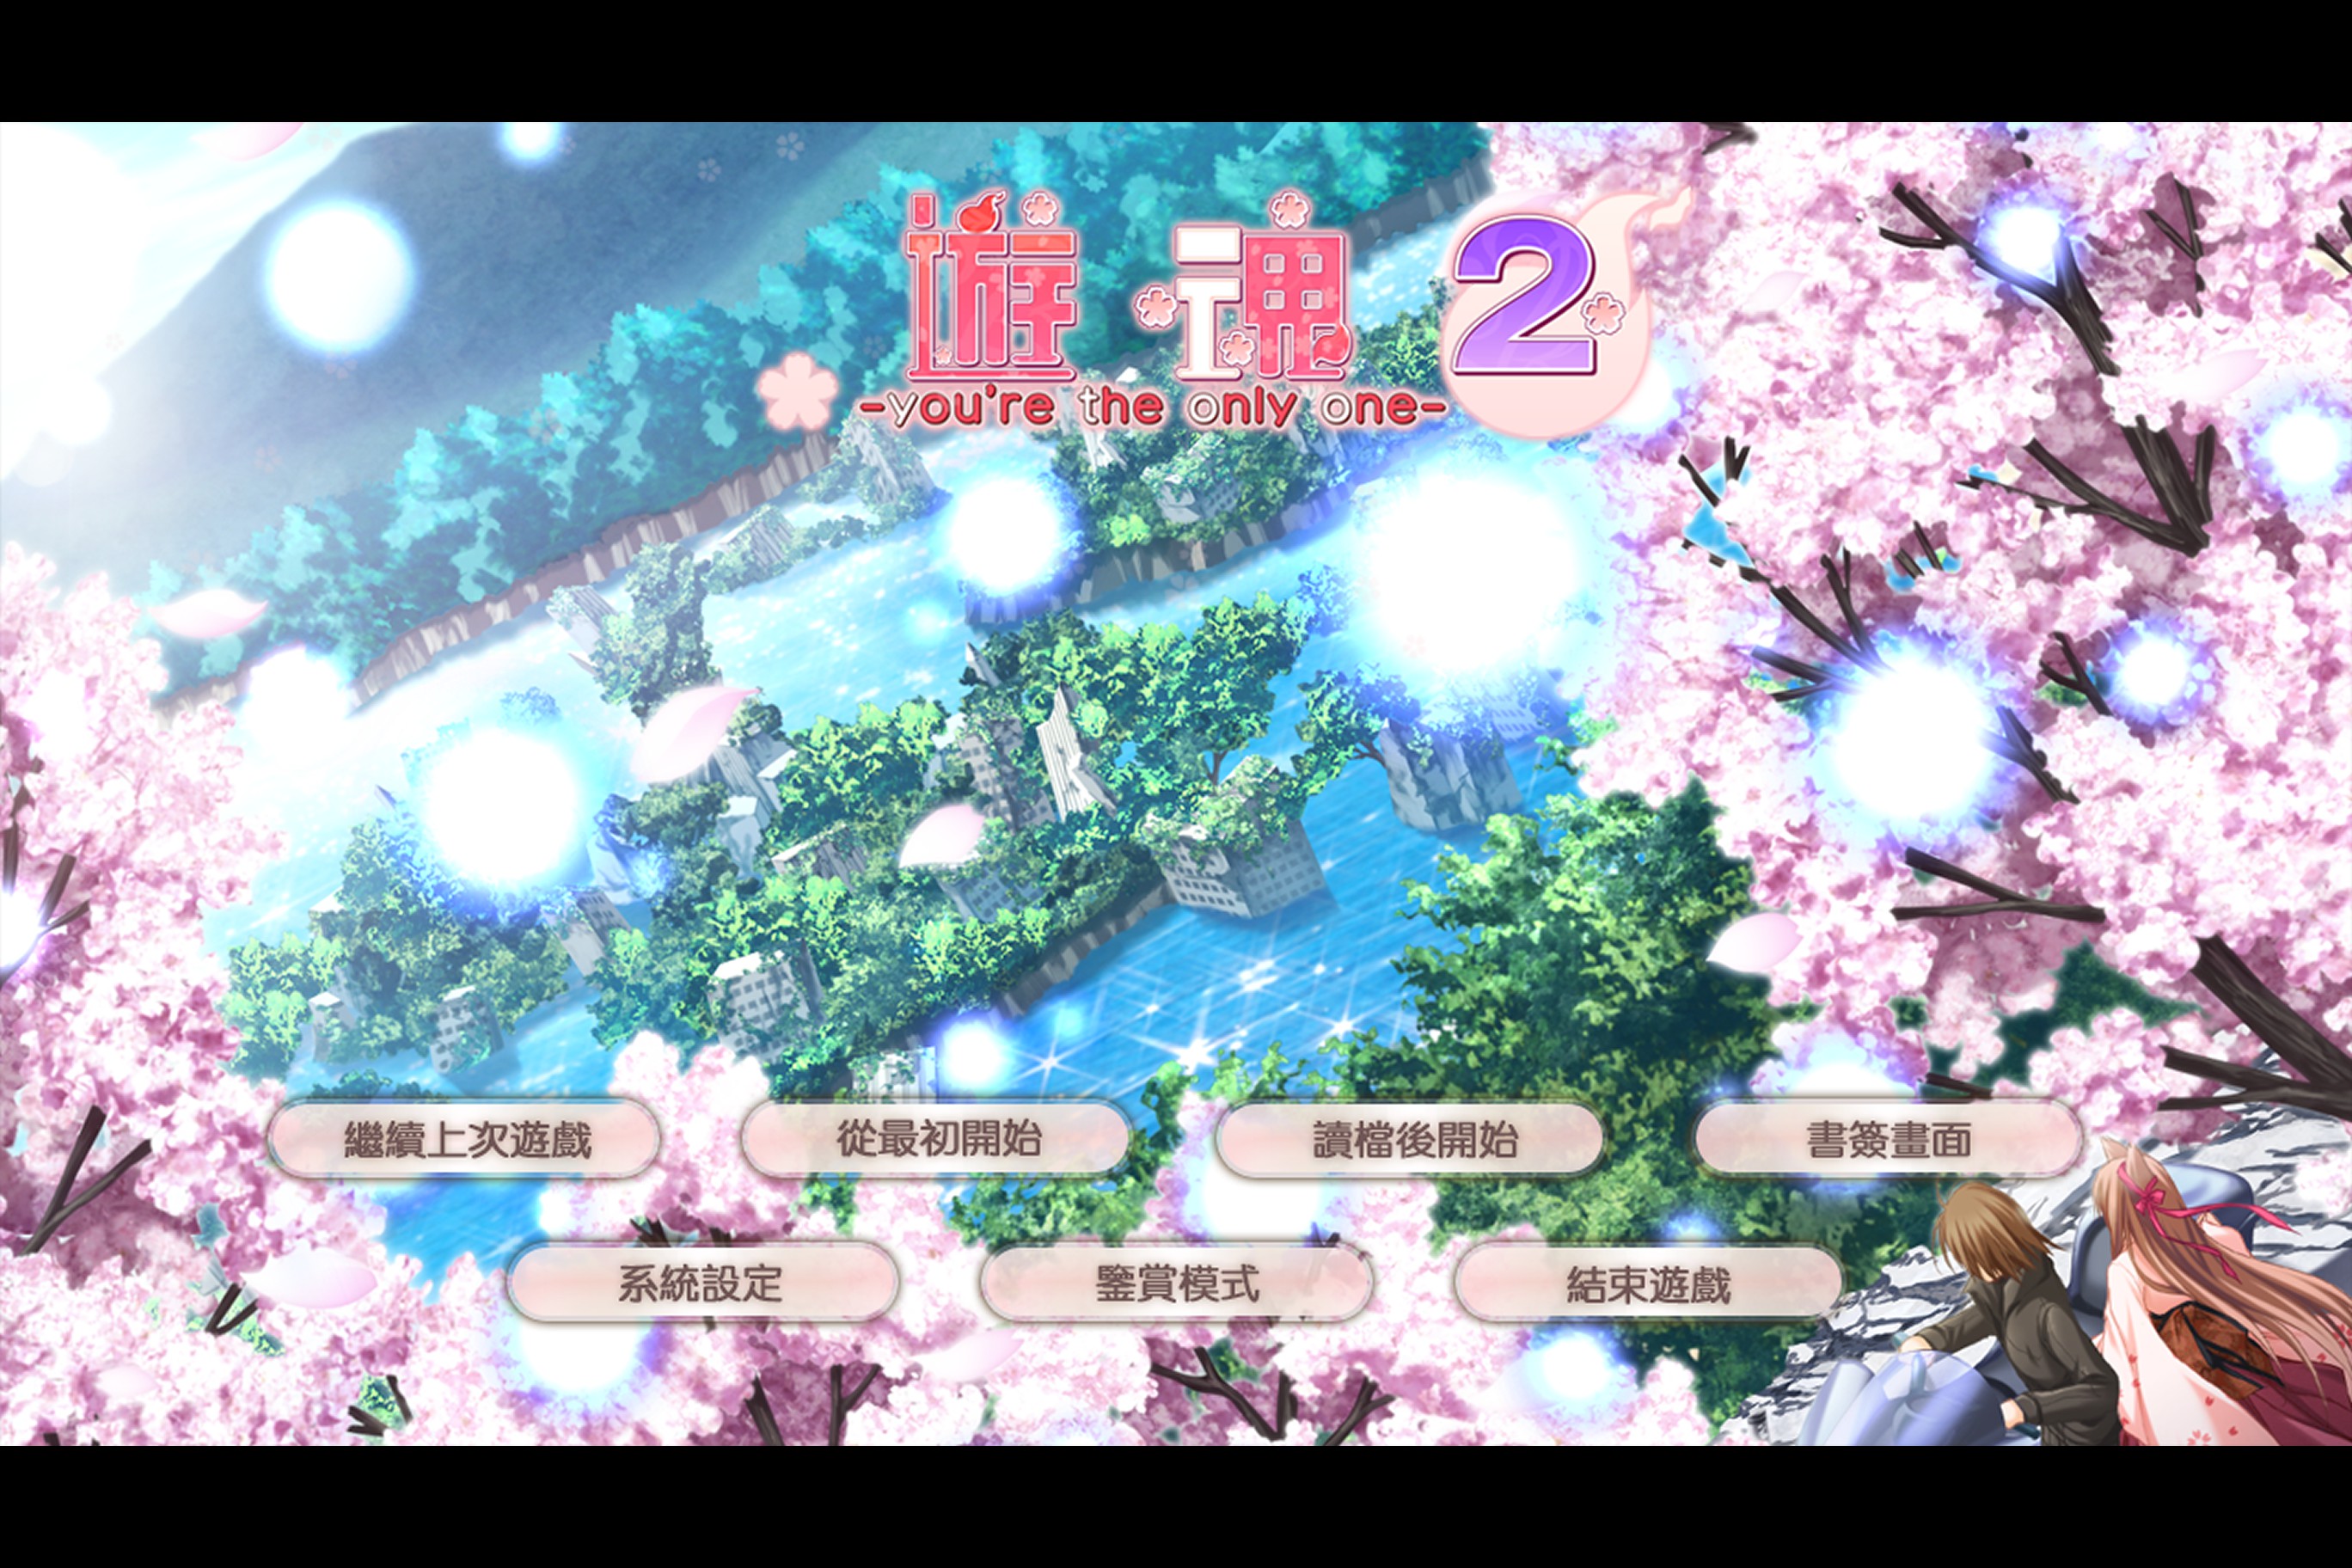 遊魂2
-you're the only one-
繼續上次遊戲 從最初開始 讀檔後開始 書簽畫面
系統設定 鑒賞模式 結束遊戲